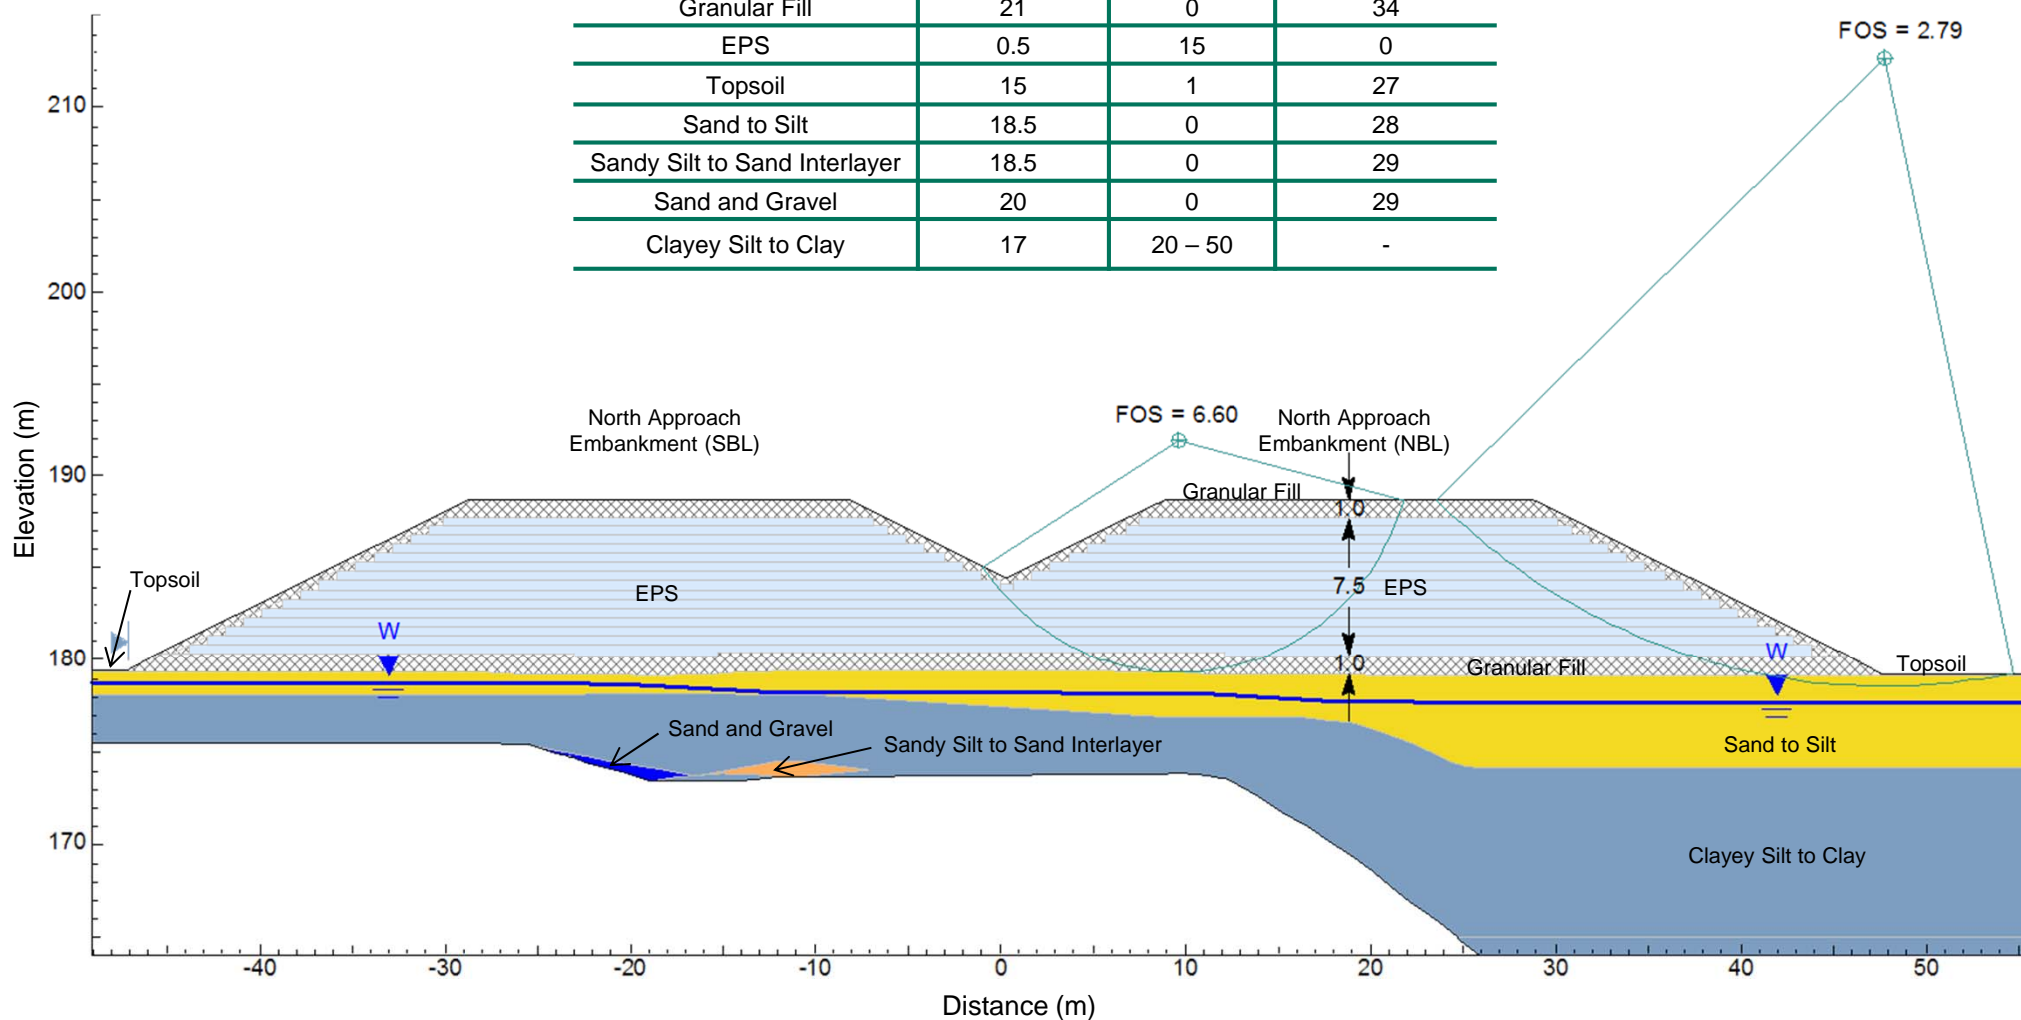 Granular Fill 21 0 34
EPS 0.5 15 0
Topsoil 15 1 27
Sand to Silt 18.5 0 28
Sandy Silt to Sand Interlayer 18.5 0 29
Sand and Gravel 20 0 29
Clayey Silt to Clay 17 20 – 50 -
FOS = 2.79
210
200
190
180
170
Elevation (m)
North Approach
Embankment (SBL)
FOS = 6.60
North Approach
Embankment (NBL)
Granular Fill
1.0
Topsoil
EPS
7.5
EPS
W
W
1.0
Granular Fill
Topsoil
Sand and Gravel
Sandy Silt to Sand Interlayer
Sand to Silt
Clayey Silt to Clay
-40 -30 -20 -10 0 10 20 30 40 50
Distance (m)